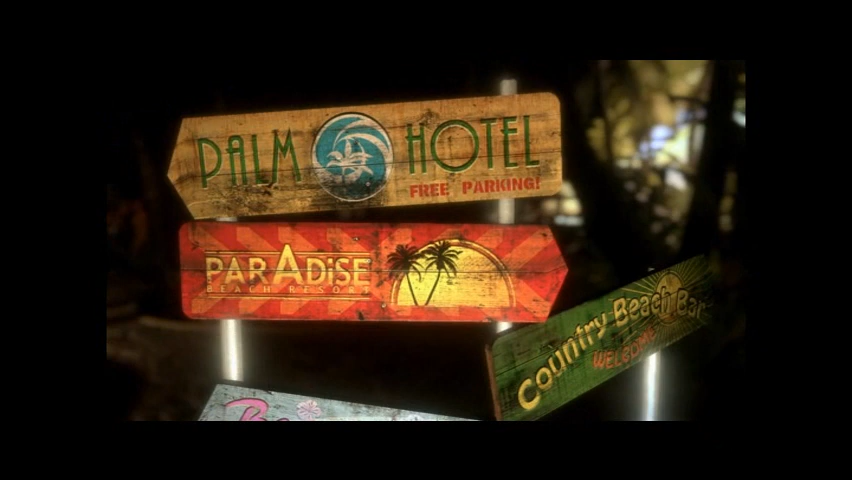 PALM HOTEL
FREE PARKING!
PARADiSE
BEACH RESORT
Country Beach Bar
WELCOME